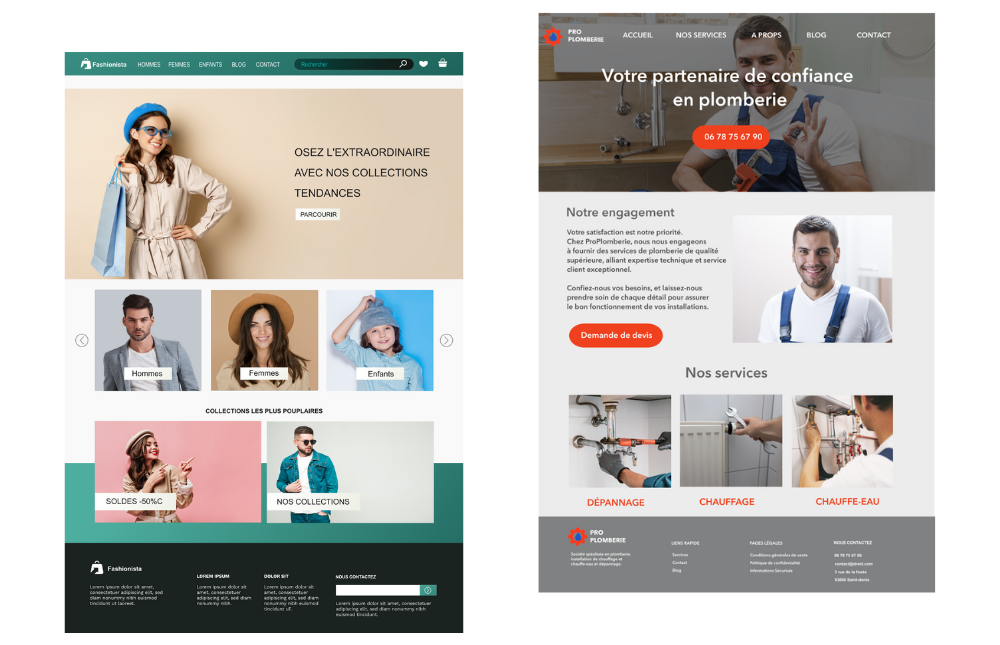 Fashionista
HOMMES
FEMMES
ENFANTS
BLOG
CONTACT
Rechercher
OSEZ L'EXTRAORDINAIRE
AVEC NOS COLLECTIONS
TENDANCES
PARCOURIR
Hommes
Femmes
Enfants
COLLECTIONS LES PLUS POUPLAIRES
SOLDES -50%C
NOS COLLECTIONS
Fashionista
Lorem ipsum dolor sit amet,
consectetuer adipiscing elit, sed
diam nonummy nibh euismod
tincidunt ut laoreet.
LOREM IPSUM
Lorem ipsum dolor sit
amet, consectetuer
adipiscing elit, sed diam
nonummy nibh.
DOLOR SIT
Lorem ipsum dolor sit
amet, consectetuer
adipiscing elit, sed diam
nonummy nibh euismod
tincidunt ut.
NOUS CONTACTEZ
Lorem ipsum dolor sit amet, consectetuer
adipiscing elit, sed diam nonummy nibh
euismod tincidunt.
PRO
PLOMBERIE
ACCUEIL
NOS SERVICES
A PROPS
BLOG
CONTACT
Votre partenaire de confiance
en plomberie
06 78 75 67 90
Notre engagement
Votre satisfaction est notre priorité.
Chez ProPlomberie, nous nous engageons
à fournir des services de plomberie de qualité
supérieure, alliant expertise technique et service
client exceptionnel.
Confiez-nous vos besoins, et laissez-nous
prendre soin de chaque détail pour assurer
le bon fonctionnement de vos installations.
Demande de devis
Nos services
DÉPANNAGE
CHAUFFAGE
CHAUFFE-EAU
PRO
PLOMBERIE
Société spécialisée en plomberie
installation de chauffage et
chauffe eau et dépannage.
LIENS RAPIDE
Services
Contact
Blog
PAGES LÉGALES
Conditions générales de vente
Politique de confidentialité
Informations Sécurisés
NOUS CONTACTEZ
06 78 75 67 90
3 rue de la fusée
93800 Saint-denis